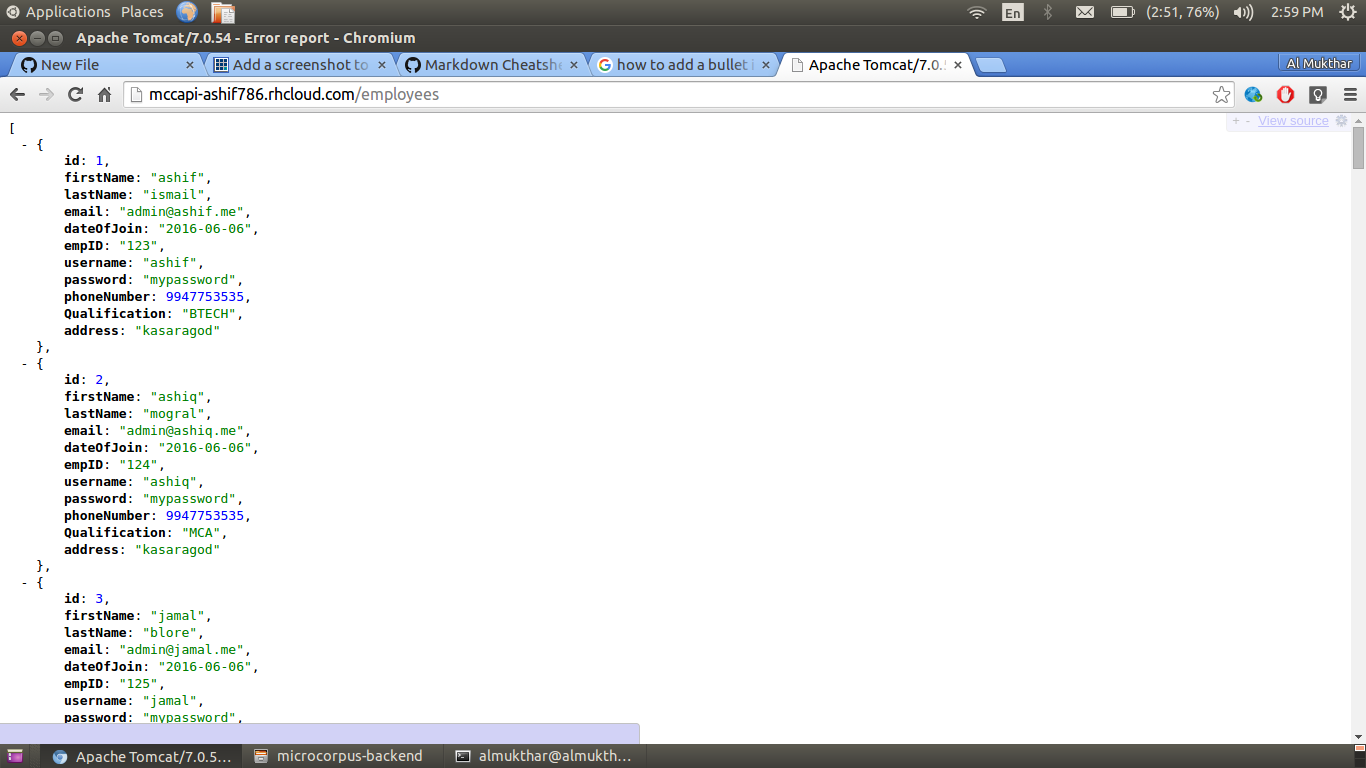 Applications Places En (2:51, 76%) 2:59 PM
Apache Tomcat/7.0.54 - Error report - Chromium
New File × Add a screenshot to × Markdown Cheatshe × how to add a bullet × Apache Tomcat/7.0. × Al Mukthar
mccapi-ashif786.rhcloud.com/employees
+ - View source
[
- {
id: 1,
firstName: "ashif",
lastName: "ismail",
email: "admin@ashif.me",
dateOfJoin: "2016-06-06",
empID: "123",
username: "ashif",
password: "mypassword",
phoneNumber: 9947753535,
Qualification: "BTECH",
address: "kasaragod"
},
- {
id: 2,
firstName: "ashiq",
lastName: "mogral",
email: "admin@ashiq.me",
dateOfJoin: "2016-06-06",
empID: "124",
username: "ashiq",
password: "mypassword",
phoneNumber: 9947753535,
Qualification: "MCA",
address: "kasaragod"
},
- {
id: 3,
firstName: "jamal",
lastName: "blore",
email: "admin@jamal.me",
dateOfJoin: "2016-06-06",
empID: "125",
username: "jamal",
password: "mypassword",
Apache Tomcat/7.0.5... microcorpus-backend almukthar@almukth...